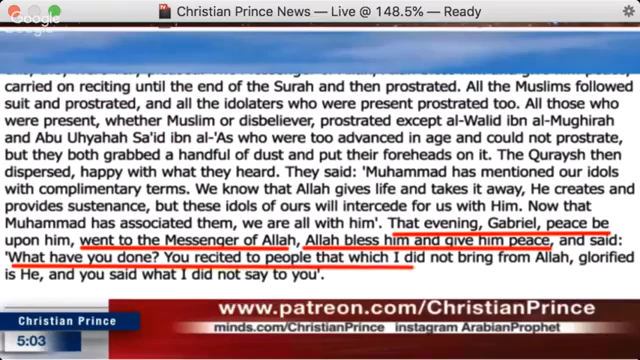 Christian Prince News — Live @ 148.5% — Ready
Google
carried on reciting until the end of the Surah and then prostrated. All the Muslims followed
suit and prostrated, and all the idolaters who were present prostrated too. All those who
were present, whether Muslim or disbeliever, prostrated except al-Walid ibn al-Mughirah
and Abu Uhyahah Sa'id ibn al-'As who were too advanced in age and could not prostrate,
but they both grabbed a handful of dust and put their foreheads on it. The Quraysh then
dispersed, happy with what they heard. They said: 'Muhammad has mentioned our idols
with complimentary terms. We know that Allah gives life and takes it away, He creates and
provides sustenance, but these idols of ours will intercede for us with Him. Now that
Muhammad has associated them, we are all with him'. That evening, Gabriel, peace be
upon him, went to the Messenger of Allah, Allah bless him and give him peace, and said:
'What have you done? You recited to people that which I did not bring from Allah, glorified
is He, and you said what I did not say to you'.
www.patreon.com/ChristianPrince
Christian Prince
minds.com/ChristianPrince instagram ArabianProphet
5:03